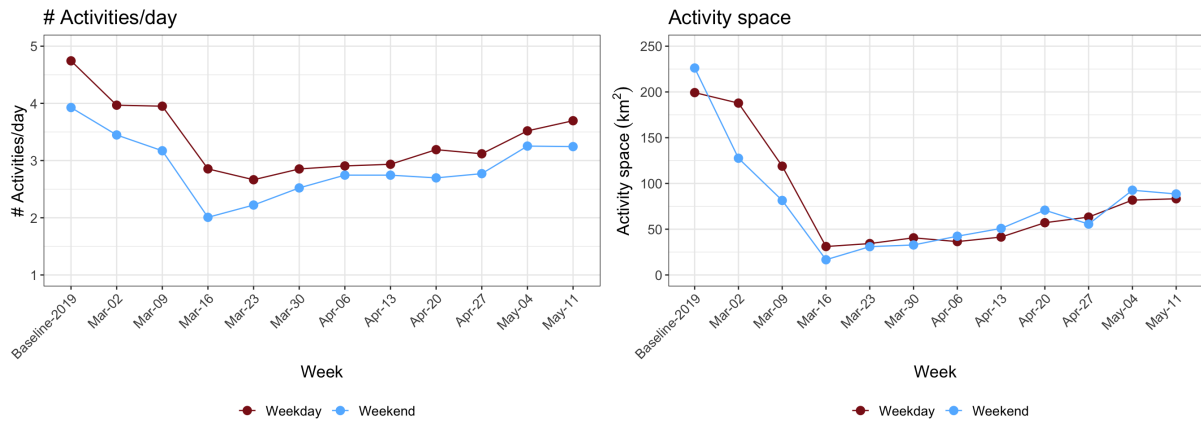 # Activities/day
# Activities/day
5
4
3
2
1
Baseline-2019 Mar-02 Mar-09 Mar-16 Mar-23 Mar-30 Apr-06 Apr-13 Apr-20 Apr-27 May-04 May-11
Week
Weekday Weekend
Activity space
Activity space (km²)
250
200
150
100
50
0
Baseline-2019 Mar-02 Mar-09 Mar-16 Mar-23 Mar-30 Apr-06 Apr-13 Apr-20 Apr-27 May-04 May-11
Week
Weekday Weekend